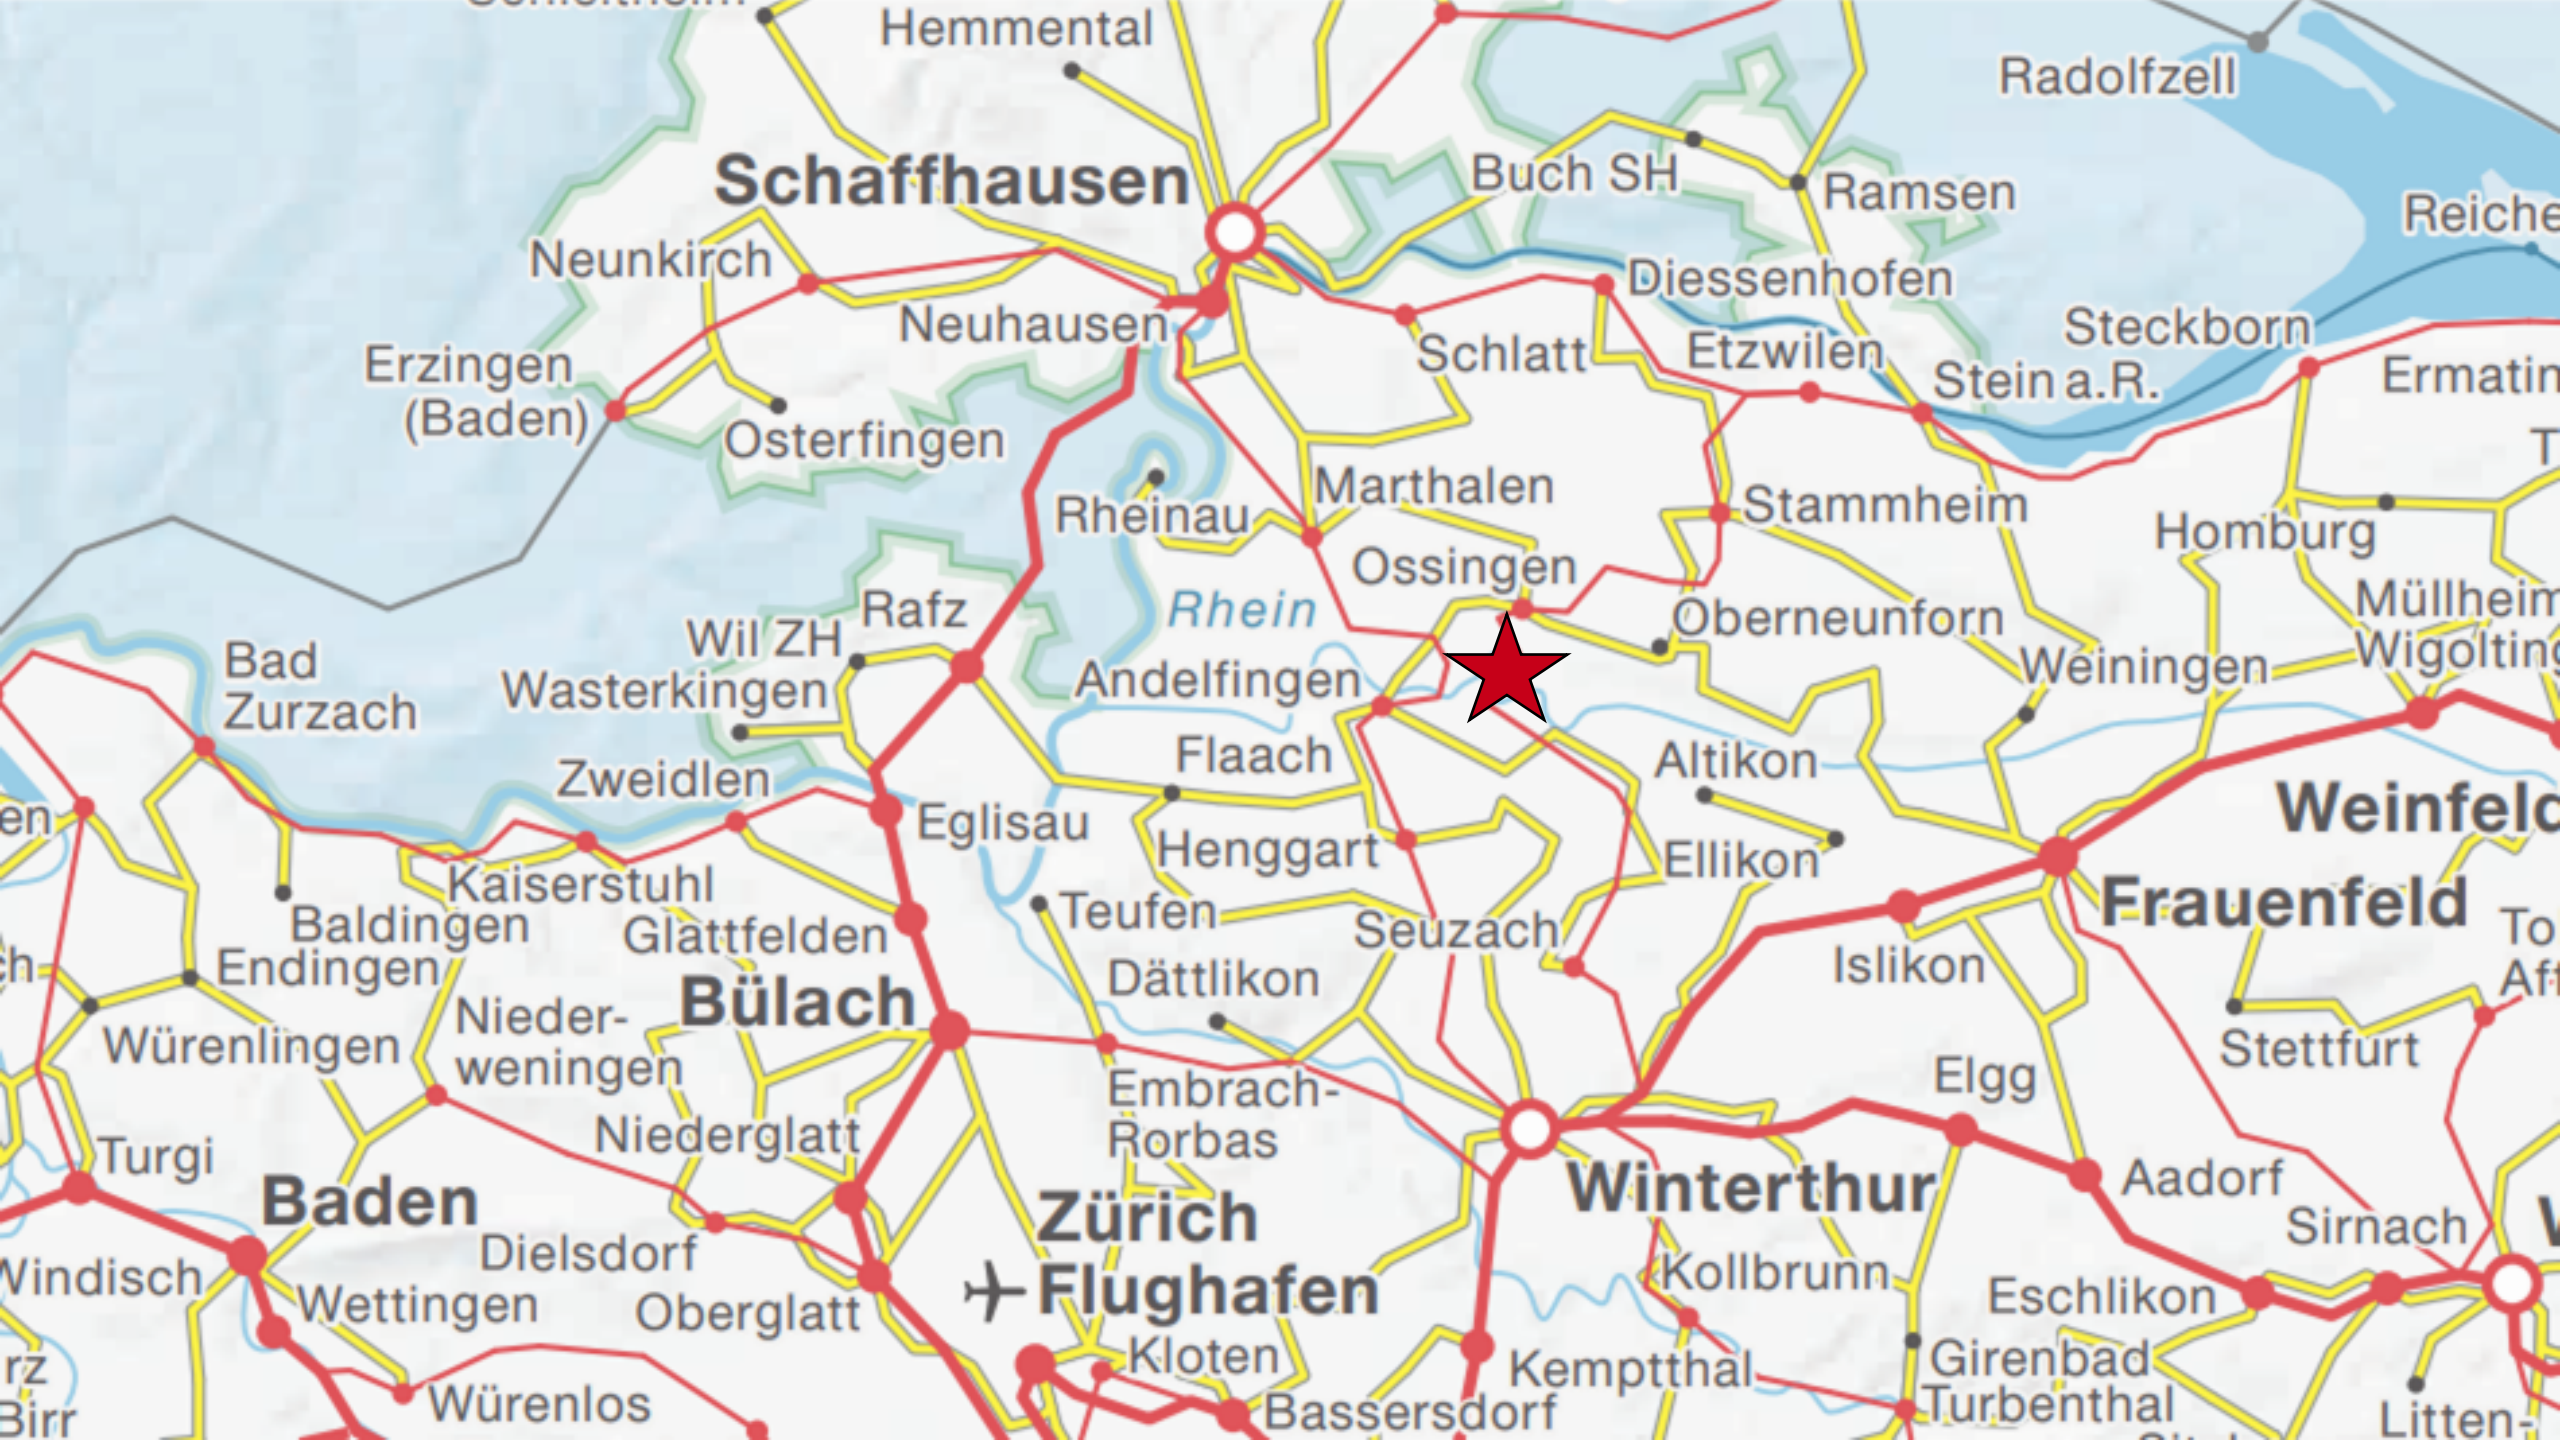 Hemmental
Radolfzell
Schaffhausen
Buch SH
Ramsen
Neunkirch
Diessenhofen
Neuhausen
Steckborn
Erzingen
(Baden)
Schlatt
Etzwilen
Stein a.R.
Osterfingen
Marthalen
Rheinau
Stammheim
Homburg
Ossingen
Rhein
Rafz
Wil ZH
Oberneunforn
Müllheim
Wigolting
Bad
Zurzach
Wasterkingen
Andelfingen
Weiningen
Flaach
Altikon
Zweidlen
Weinfeld
Eglisau
Henggart
Ellikon
Kaiserstuhl
Frauenfeld
Baldingen
Glattfelden
Teufen
Seuzach
Endingen
Dättlikon
Islikon
Bülach
Nieder-
weningen
Würenlingen
Stettfurt
Embrach-
Rorbas
Elgg
Niederglatt
Turgi
Baden
Winterthur
Aadorf
Zürich
Flughafen
Sirnach
Dielsdorf
Windisch
Wettingen
Oberglatt
Kollbrunn
Eschlikon
Kloten
Kemptthal
Girenbad
Turbenthal
Würenlos
Bassersdorf
Birr
Litten-